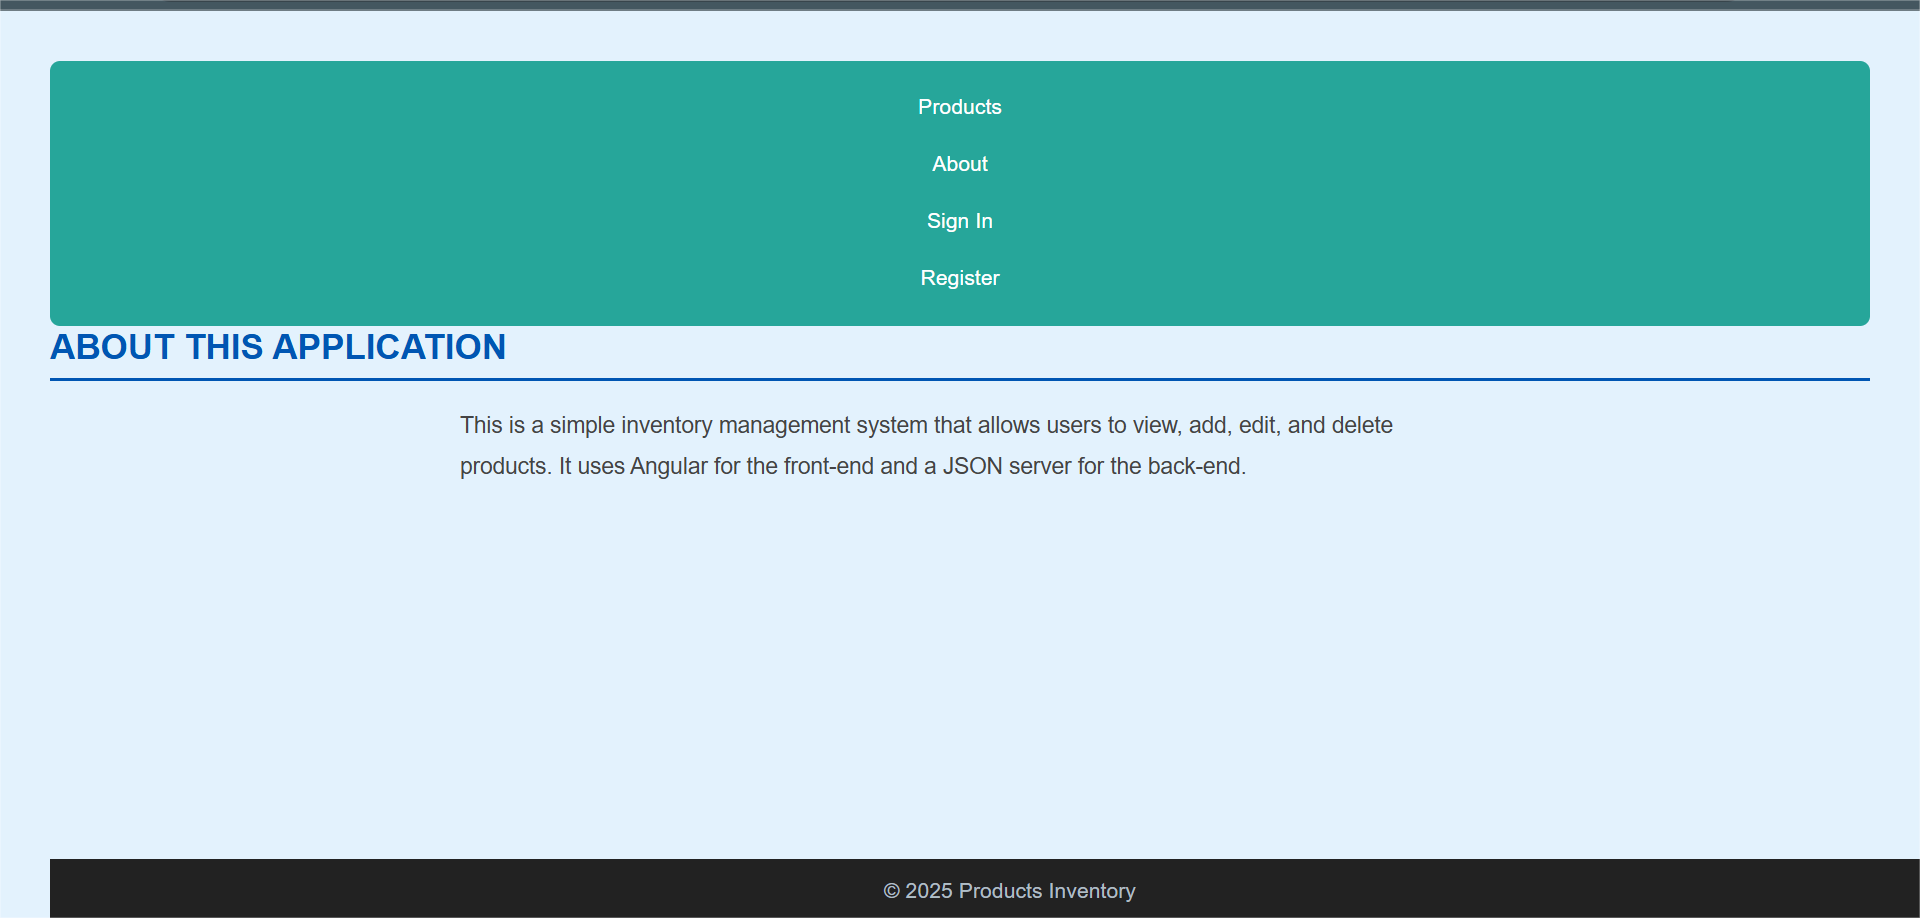 Products
About
Sign In
Register
ABOUT THIS APPLICATION
This is a simple inventory management system that allows users to view, add, edit, and delete
products. It uses Angular for the front-end and a JSON server for the back-end.
© 2025 Products Inventory